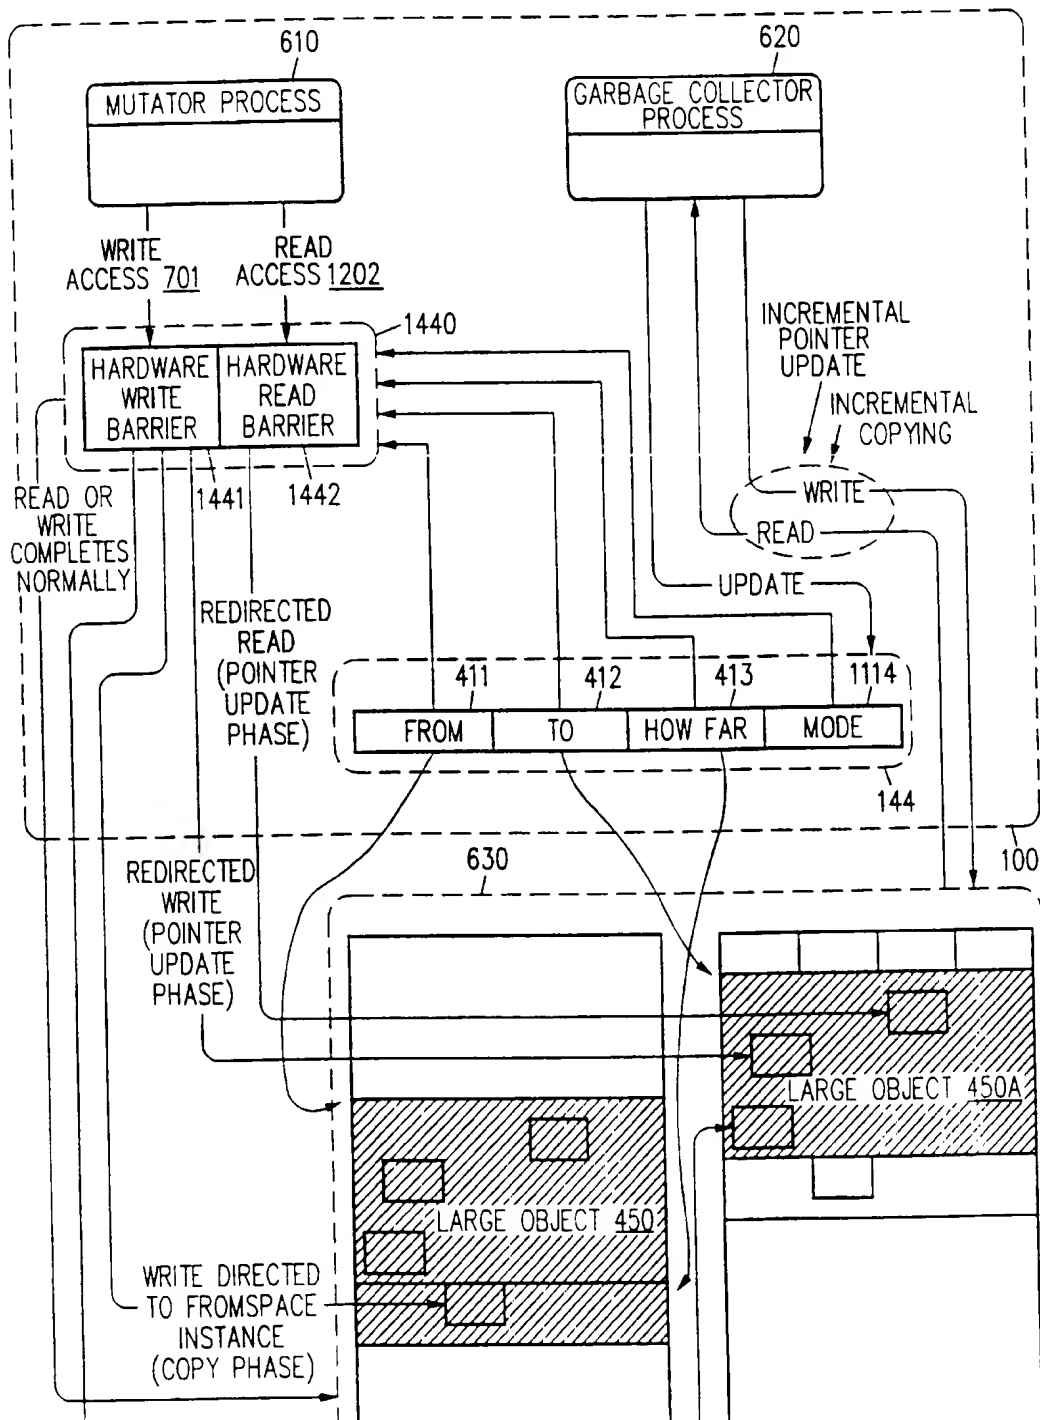 610
620
MUTATOR PROCESS
GARBAGE COLLECTOR
PROCESS
WRITE
ACCESS 701
READ
ACCESS 1202
1440
INCREMENTAL
POINTER
UPDATE
INCREMENTAL
COPYING
HARDWARE
WRITE
BARRIER
HARDWARE
READ
BARRIER
1441
1442
READ OR
WRITE
COMPLETES
NORMALLY
WRITE
READ
UPDATE
REDIRECTED
READ
(POINTER
UPDATE
PHASE)
411
412
413
1114
FROM
TO
HOW FAR
MODE
144
100
630
REDIRECTED
WRITE
(POINTER
UPDATE
PHASE)
LARGE OBJECT 450A
LARGE OBJECT 450
WRITE DIRECTED
TO FROMSPACE
INSTANCE
(COPY PHASE)